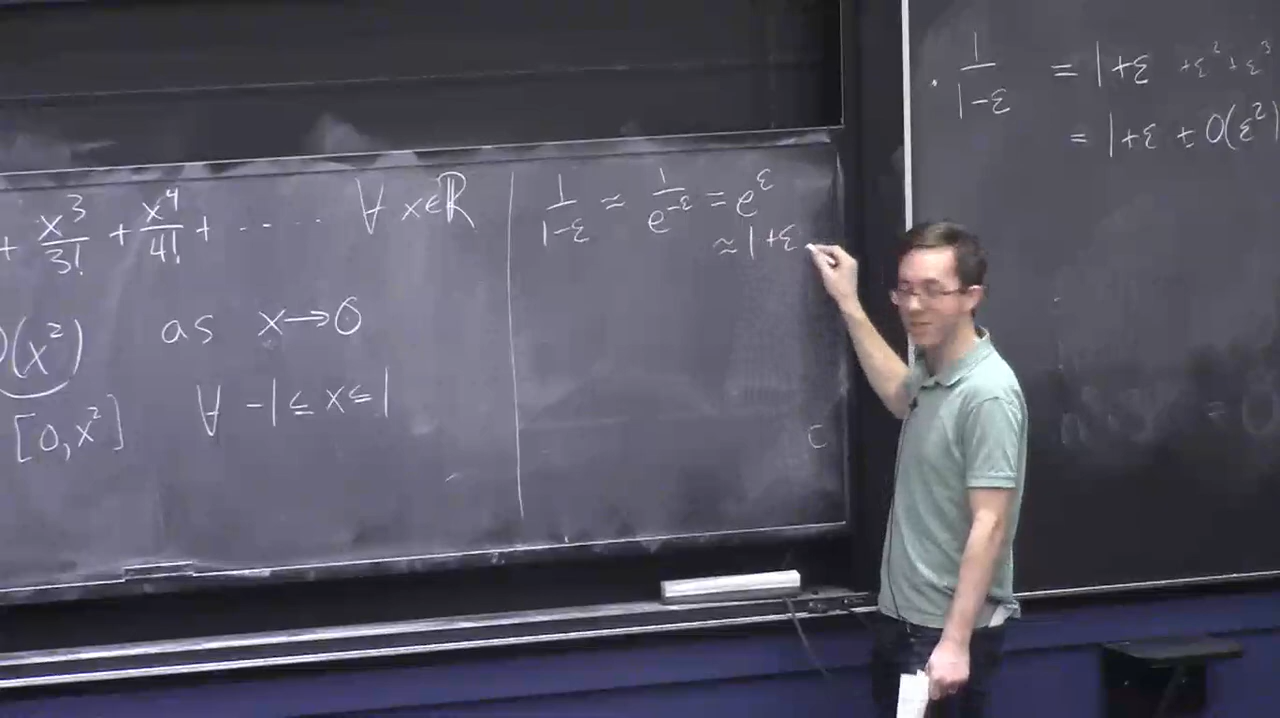 + x³/3! + x⁴/4! + ..... ∀ x∈ℝ
O(x²) as x→0
[0,x²] ∀ -1 ≤ x ≤ 1
1/(1-ε) ≈ 1/e^(-ε) = e^ε
≈ 1+ε
C
· 1/(1-ε) = 1+ε +ε²+ε³
= 1+ε ± O(ε²)